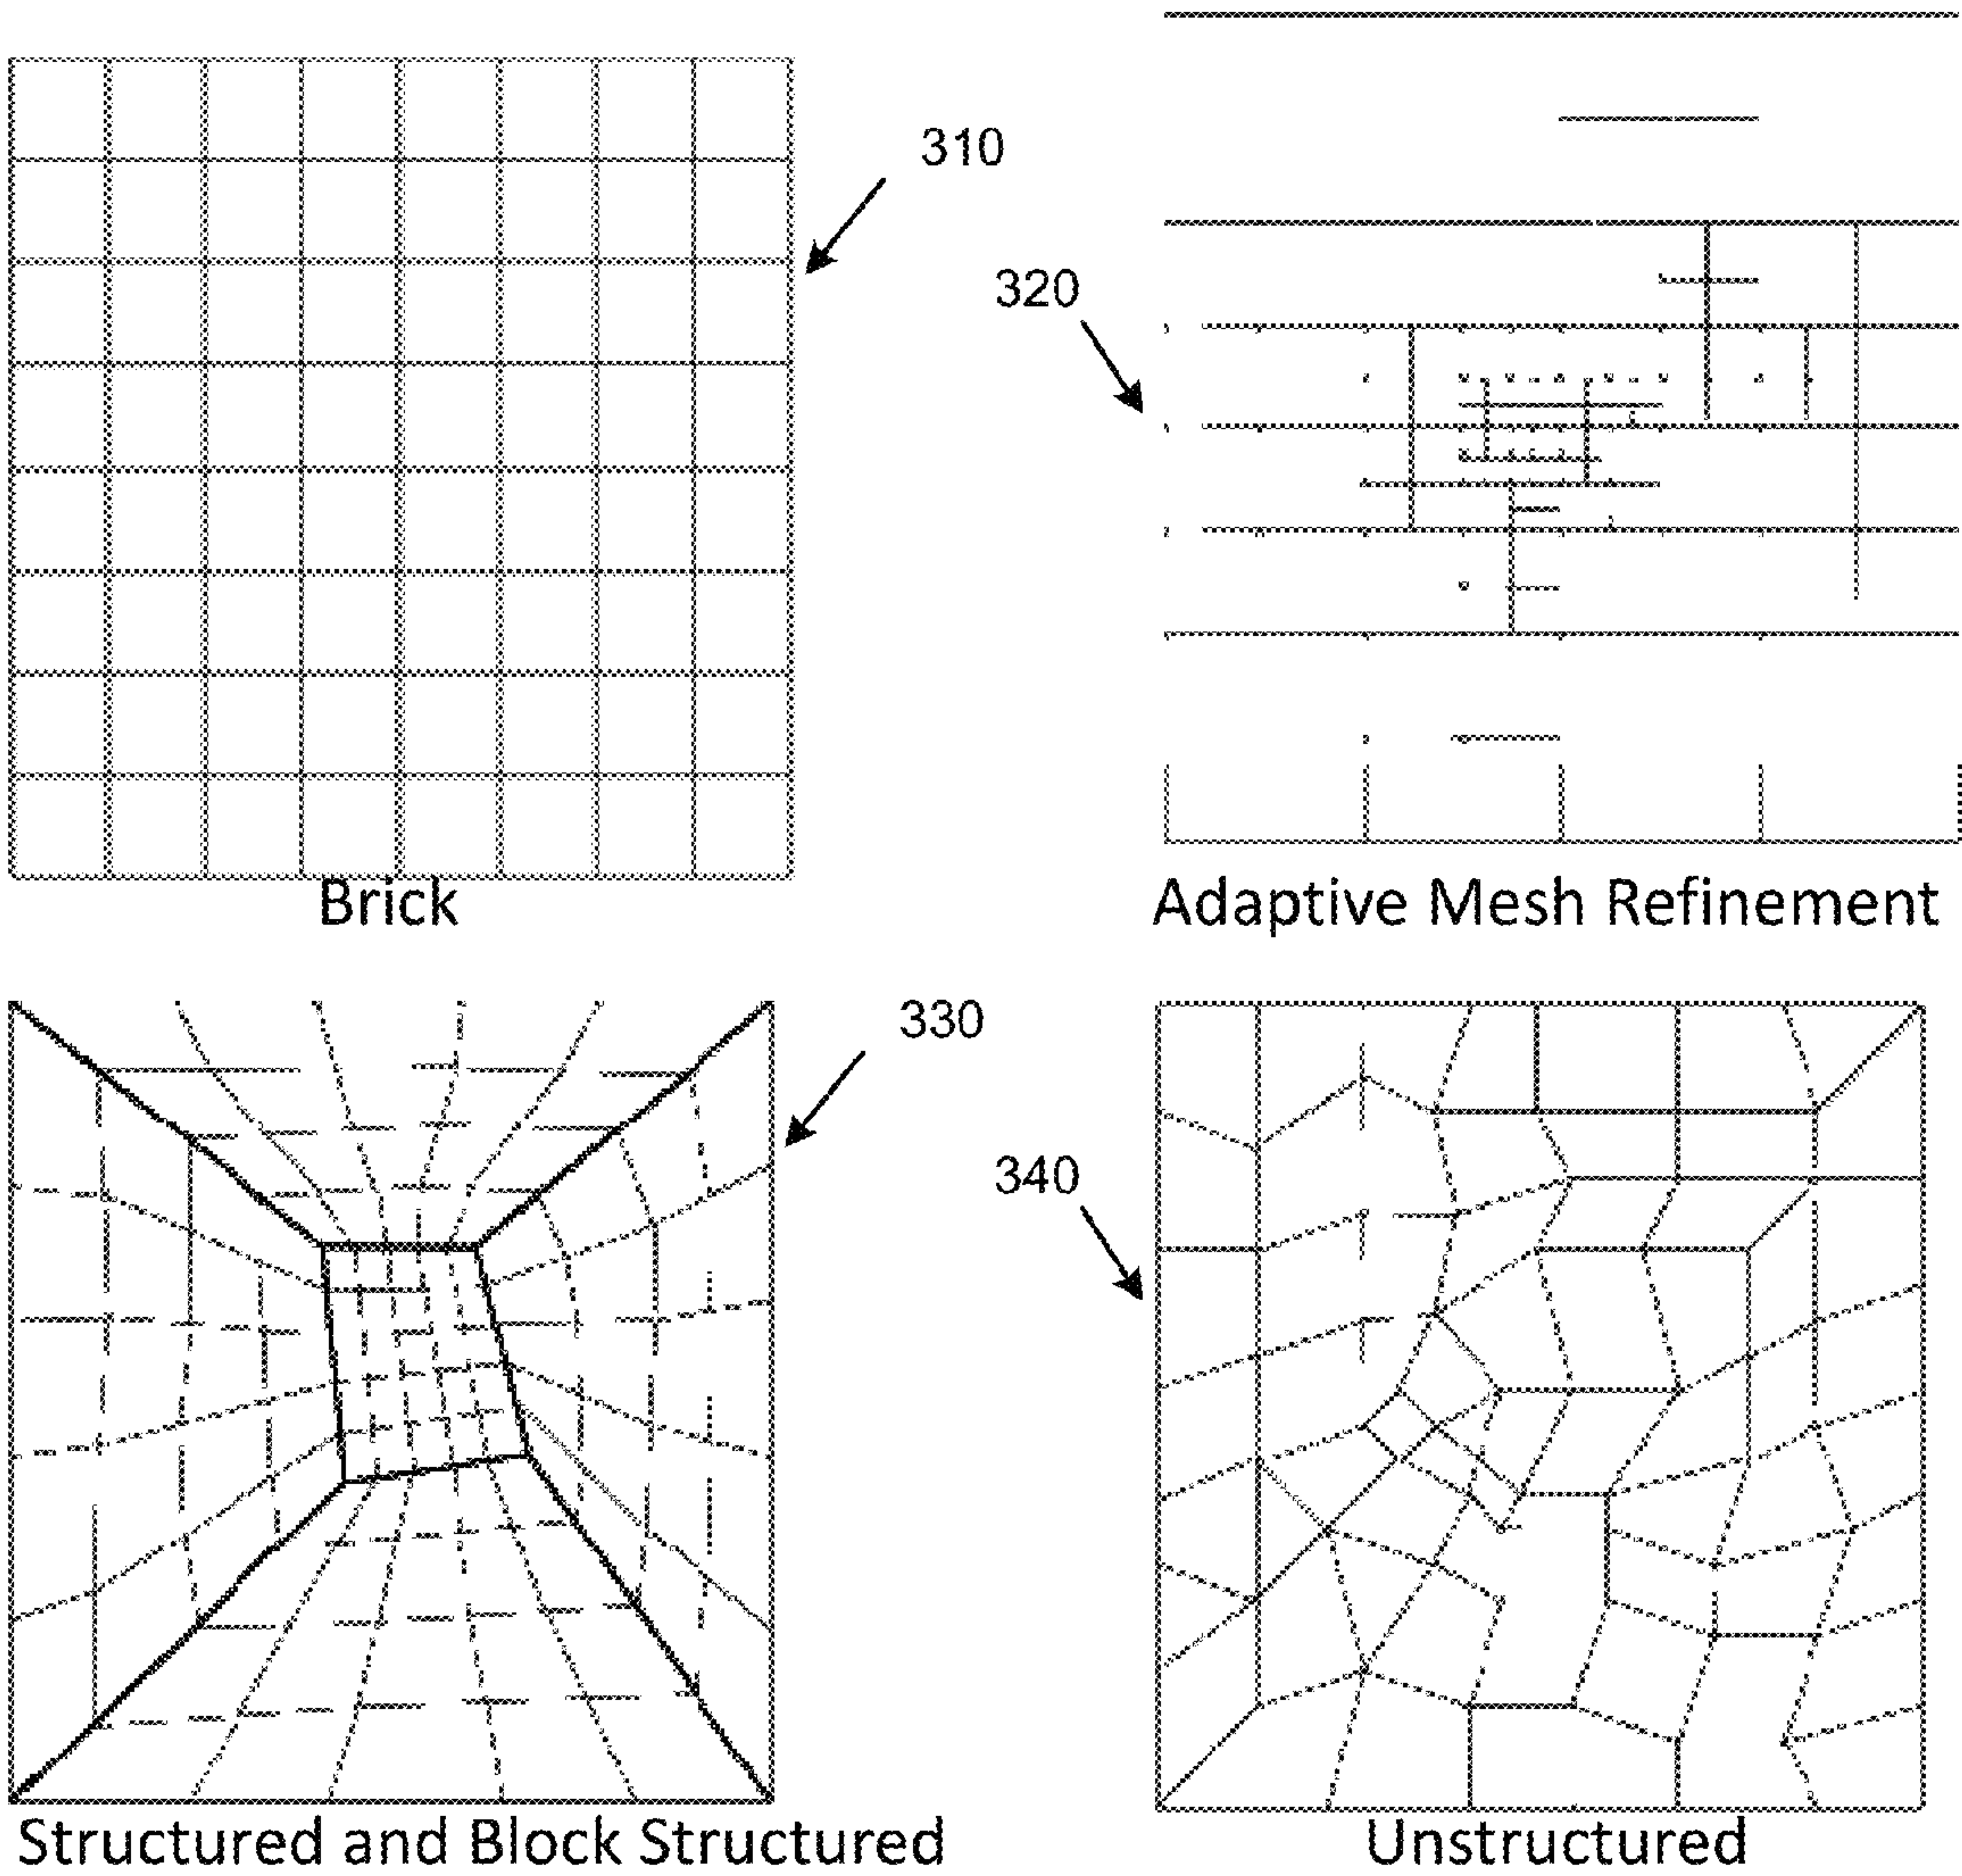 310
320
Brick
Adaptive Mesh Refinement
330
340
Structured and Block Structured
Unstructured